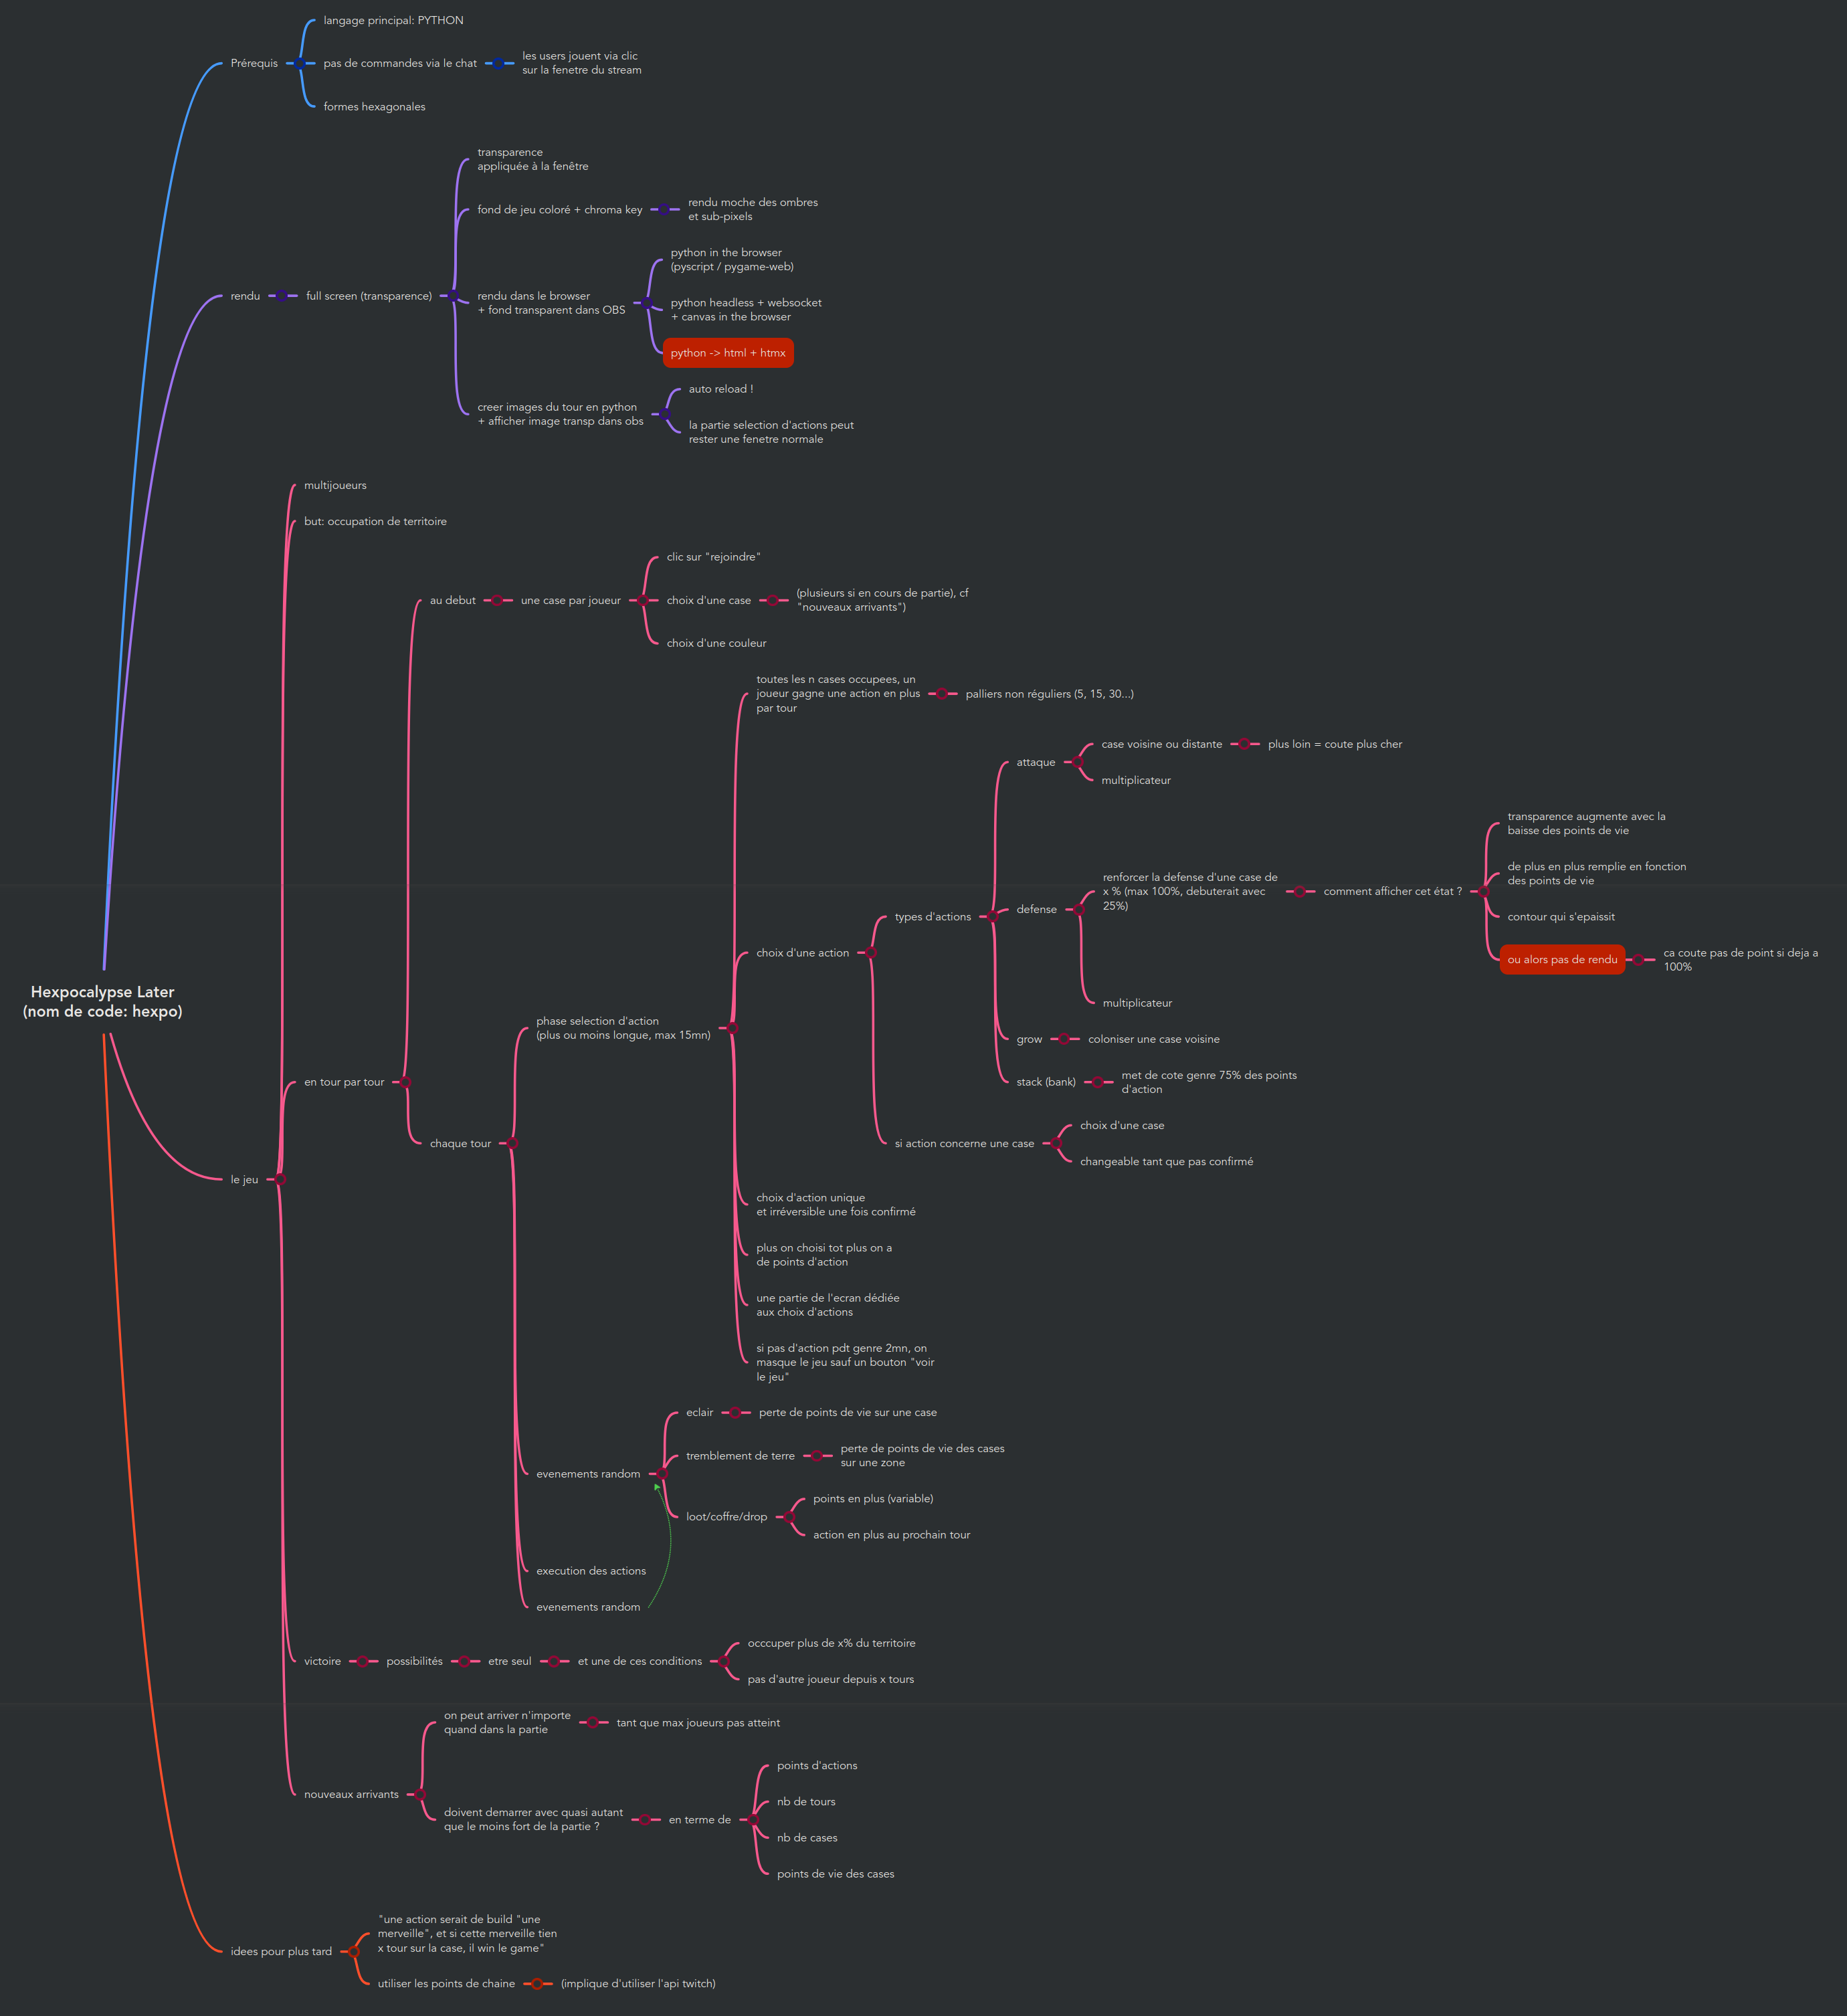 langage principal: PYTHON
Prérequis
pas de commandes via le chat
les users jouent via clic
sur la fenetre du stream
formes hexagonales
transparence
appliquée à la fenêtre
fond de jeu coloré + chroma key
rendu moche des ombres
et sub-pixels
python in the browser
(pyscript / pygame-web)
rendu
full screen (transparence)
rendu dans le browser
+ fond transparent dans OBS
python headless + websocket
+ canvas in the browser
python -> html + htmx
creer images du tour en python
+ afficher image transp dans obs
auto reload !
la partie selection d'actions peut
rester une fenetre normale
multijoueurs
but: occupation de territoire
clic sur "rejoindre"
au debut
une case par joueur
choix d'une case
(plusieurs si en cours de partie), cf
"nouveaux arrivants")
choix d'une couleur
toutes les n cases occupees, un
joueur gagne une action en plus
par tour
palliers non réguliers (5, 15, 30...)
attaque
case voisine ou distante
plus loin = coute plus cher
multiplicateur
types d'actions
defense
renforcer la defense d'une case de
x % (max 100%, debuterait avec
25%)
comment afficher cet état ?
transparence augmente avec la
baisse des points de vie
de plus en plus remplie en fonction
des points de vie
contour qui s'epaissit
ou alors pas de rendu
ca coute pas de point si deja a
100%
choix d'une action
multiplicateur
grow
coloniser une case voisine
stack (bank)
met de cote genre 75% des points
d'action
Hexpocalypse Later
(nom de code: hexpo)
phase selection d'action
(plus ou moins longue, max 15mn)
en tour par tour
si action concerne une case
choix d'une case
changeable tant que pas confirmé
chaque tour
le jeu
choix d'action unique
et irréversible une fois confirmé
plus on choisi tot plus on a
de points d'action
une partie de l'ecran dédiée
aux choix d'actions
si pas d'action pdt genre 2mn, on
masque le jeu sauf un bouton "voir
le jeu"
eclair
perte de points de vie sur une case
tremblement de terre
perte de points de vie des cases
sur une zone
evenements random
loot/coffre/drop
points en plus (variable)
action en plus au prochain tour
execution des actions
evenements random
victoire
possibilités
etre seul
et une de ces conditions
occcuper plus de x% du territoire
pas d'autre joueur depuis x tours
on peut arriver n'importe
quand dans la partie
tant que max joueurs pas atteint
nouveaux arrivants
doivent demarrer avec quasi autant
que le moins fort de la partie ?
en terme de
points d'actions
nb de tours
nb de cases
points de vie des cases
idees pour plus tard
"une action serait de build "une
merveille", et si cette merveille tien
x tour sur la case, il win le game"
utiliser les points de chaine
(implique d'utiliser l'api twitch)